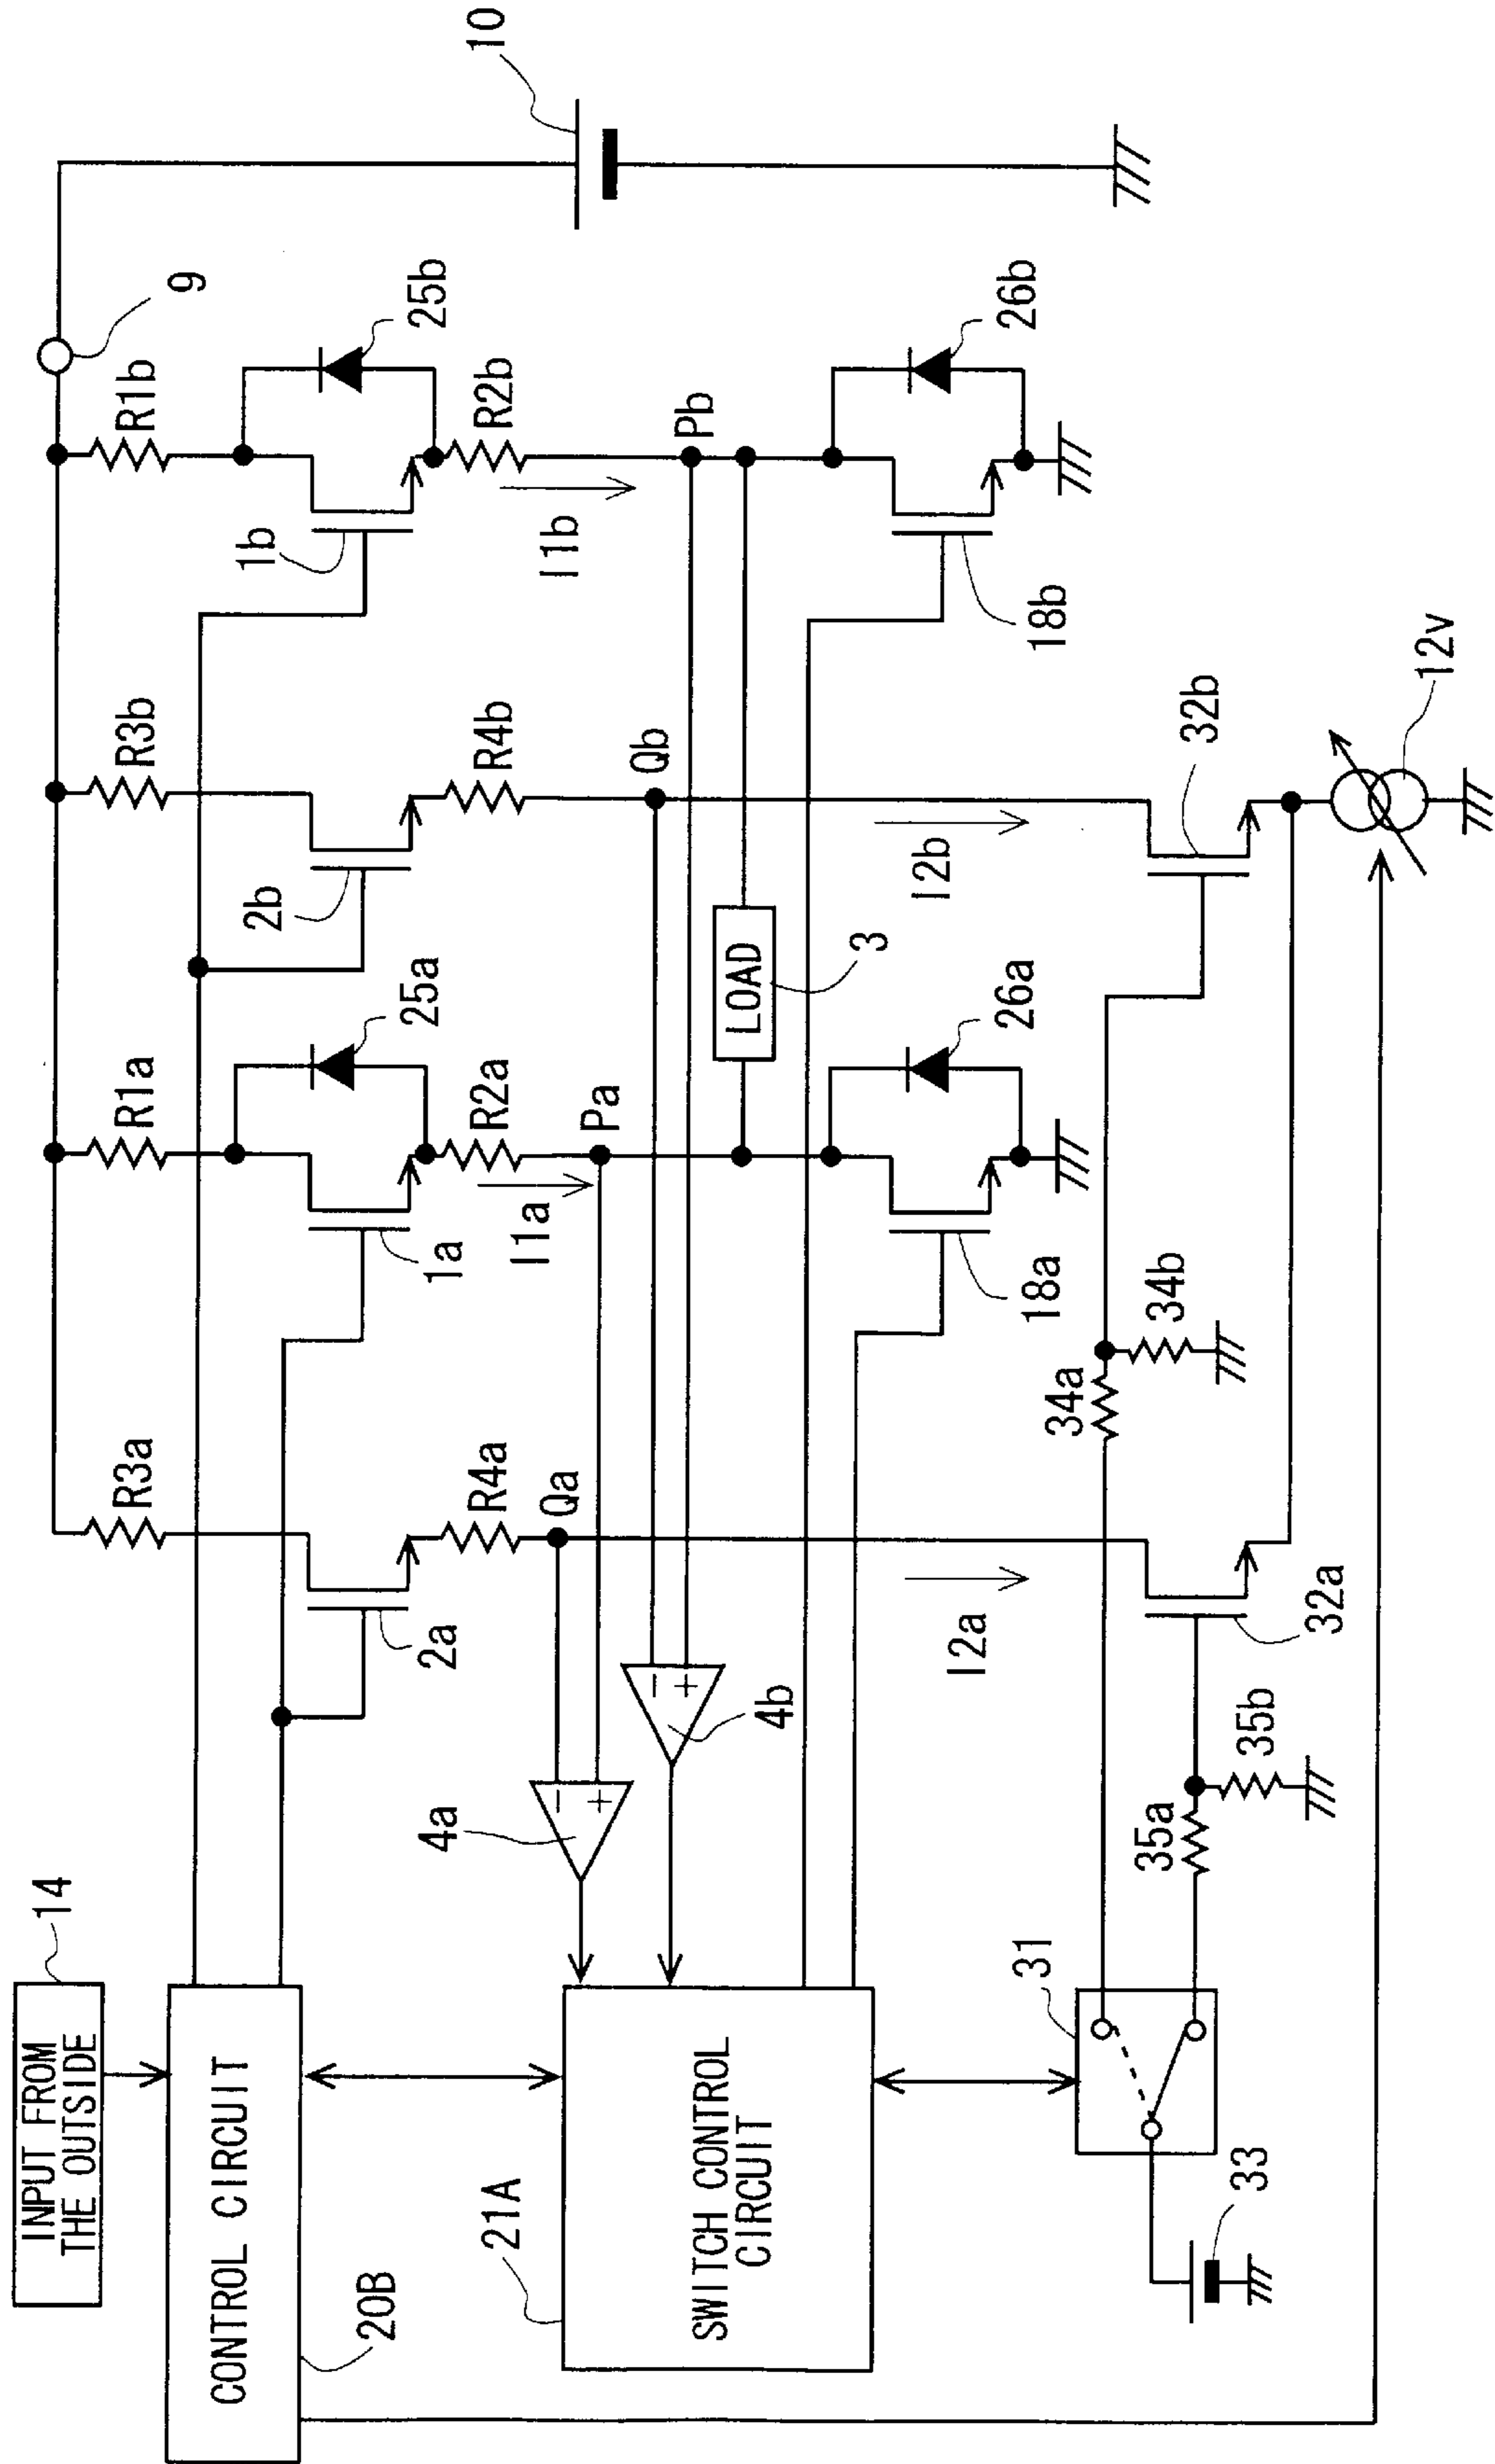 INPUT FROM
THE OUTSIDE
14
CONTROL CIRCUIT
20B
SWITCH CONTROL
CIRCUIT
21A
31
33
4a
4b
35a
35b
34a
34b
R3a
2a
R4a
Qa
I2a
32a
R1a
1a
25a
R2a
I1a
Pa
18a
26a
LOAD
3
R3b
2b
R4b
Qb
I2b
32b
12v
R1b
1b
25b
R2b
I1b
Pb
18b
26b
9
10
−
+
−
+